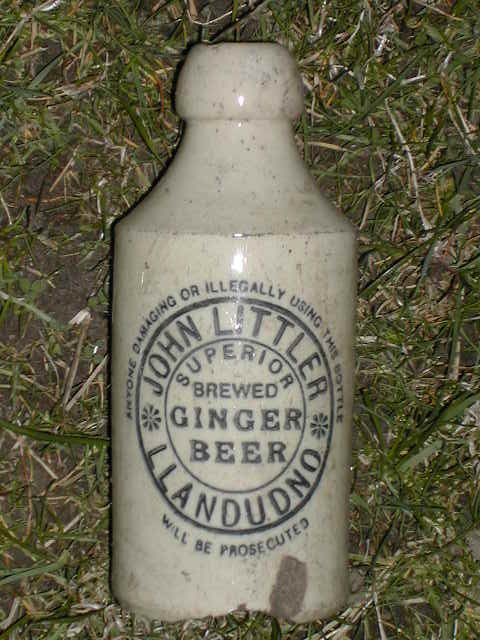 ANYONE DAMAGING OR ILLEGALLY USING THIS BOTTLE
JOHN LITTLER
SUPERIOR
BREWED
GINGER
BEER
LLANDUDNO
WILL BE PROSECUTED